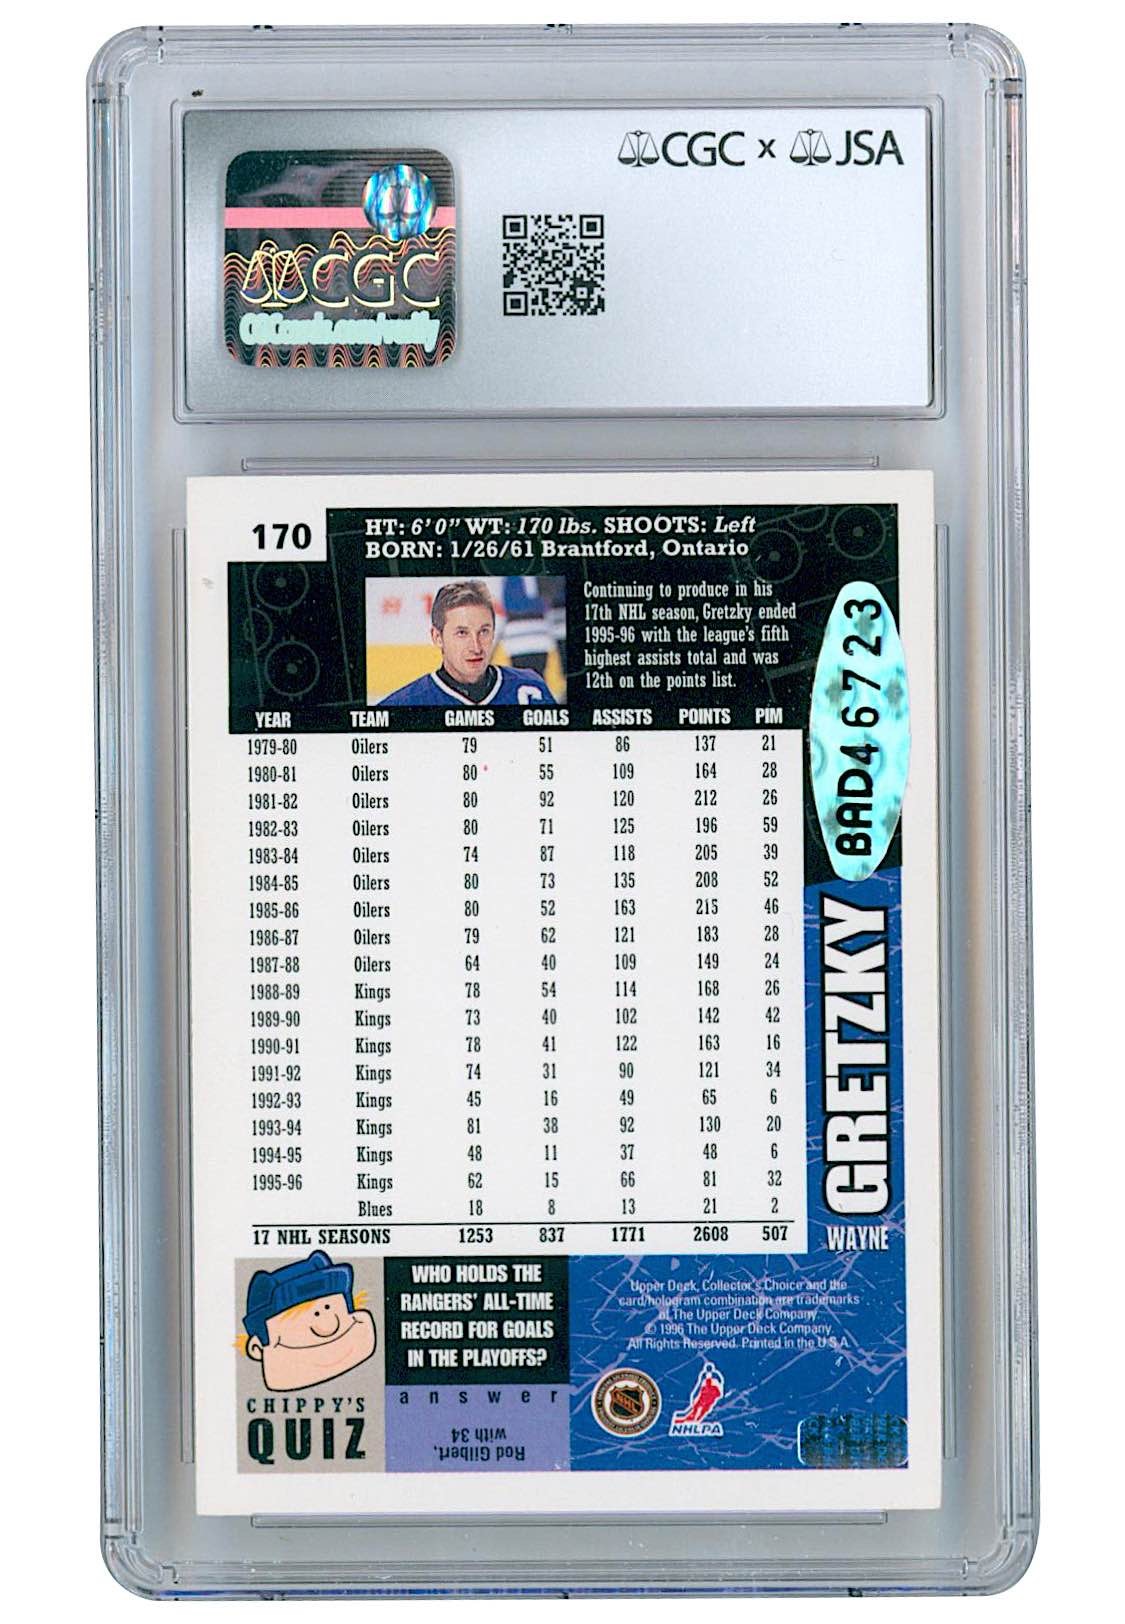 CGC x JSA
CGC
170
HT: 6' 0" WT: 170 lbs. SHOOTS: Left
BORN: 1/26/61 Brantford, Ontario
Continuing to produce in his
17th NHL season, Gretzky ended
1995-96 with the league's fifth
highest assists total and was
12th on the points list.
BAD46723
YEAR TEAM GAMES GOALS ASSISTS POINTS PIM
1979-80 Oilers 79 51 86 137 21
1980-81 Oilers 80 55 109 164 28
1981-82 Oilers 80 92 120 212 26
1982-83 Oilers 80 71 125 196 59
1983-84 Oilers 74 87 118 205 39
1984-85 Oilers 80 73 135 208 52
1985-86 Oilers 80 52 163 215 46
1986-87 Oilers 79 62 121 183 28
1987-88 Oilers 64 40 109 149 24
1988-89 Kings 78 54 114 168 26
1989-90 Kings 73 40 102 142 42
1990-91 Kings 78 41 122 163 16
1991-92 Kings 74 31 90 121 34
1992-93 Kings 45 16 49 65 6
1993-94 Kings 81 38 92 130 20
1994-95 Kings 48 11 37 48 6
1995-96 Kings 62 15 66 81 32
Blues 18 8 13 21 2
17 NHL SEASONS 1253 837 1771 2608 507
WAYNE
GRETZKY
WHO HOLDS THE
RANGERS' ALL-TIME
RECORD FOR GOALS
IN THE PLAYOFFS?
answer
Rod Gilbert,
with 34
CHIPPY'S
QUIZ
Upper Deck, Collector's Choice and the
card/hologram combination are trademarks
of The Upper Deck Company.
© 1996 The Upper Deck Company.
All Rights Reserved. Printed in the U.S.A.
NHL
NHLPA